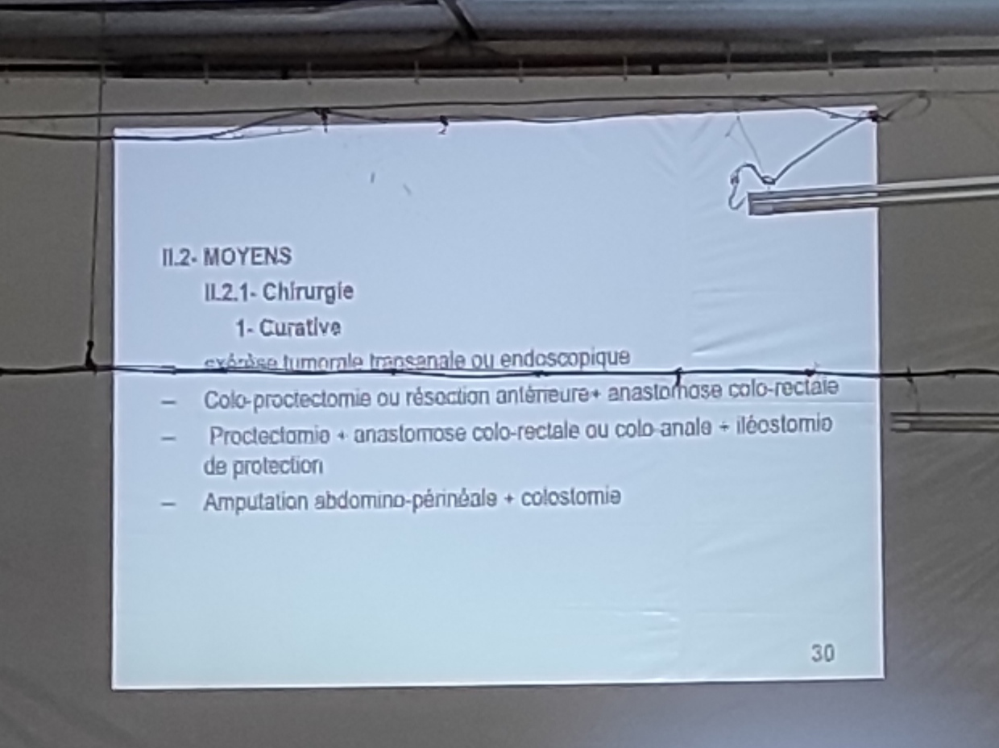 II.2- MOYENS
II.2.1- Chirurgie
1- Curative
exérèse tumorale transanale ou endoscopique
– Colo-proctectomie ou résection antérieure+ anastomose colo-rectale
– Proctectomie + anastomose colo-rectale ou colo-anale + iléostomie
de protection
– Amputation abdomino-périnéale + colostomie
30